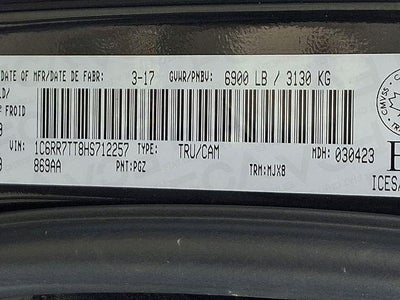 DATE OF MFR/DATE DE FABR: 3-17 GVWR/PNBV: 6900 LB / 3130 KG
LD/
FROID
CMVSS
VIN: 1C6RR7TT8HS712257 TYPE: TRU/CAM MDH: 030423
869AA PNT:PGZ TRM:MJX8
ICES/